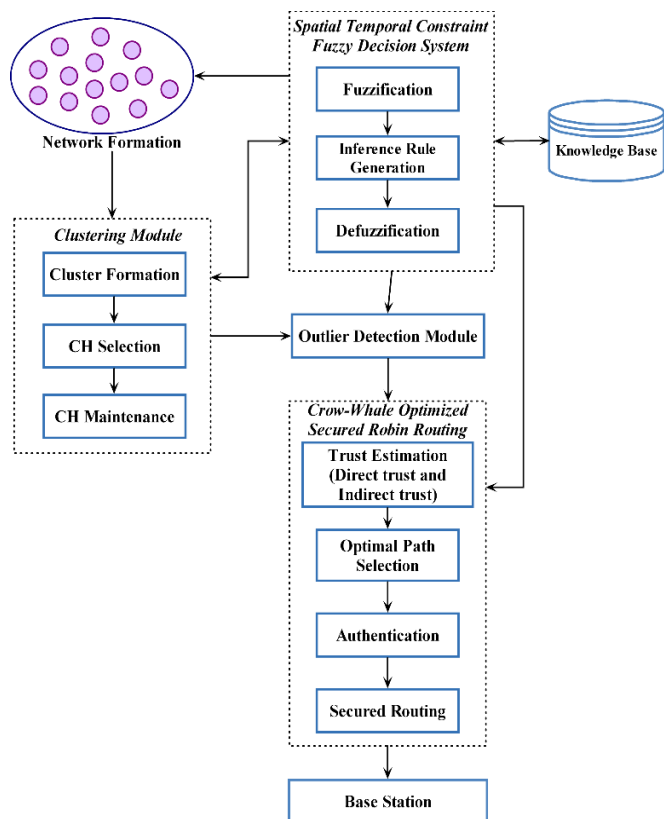 Spatial Temporal Constraint
Fuzzy Decision System
Fuzzification
Inference Rule
Generation
Defuzzification
Knowledge Base
Network Formation
Clustering Module
Cluster Formation
CH Selection
CH Maintenance
Outlier Detection Module
Crow-Whale Optimized
Secured Robin Routing
Trust Estimation
(Direct trust and
Indirect trust)
Optimal Path
Selection
Authentication
Secured Routing
Base Station